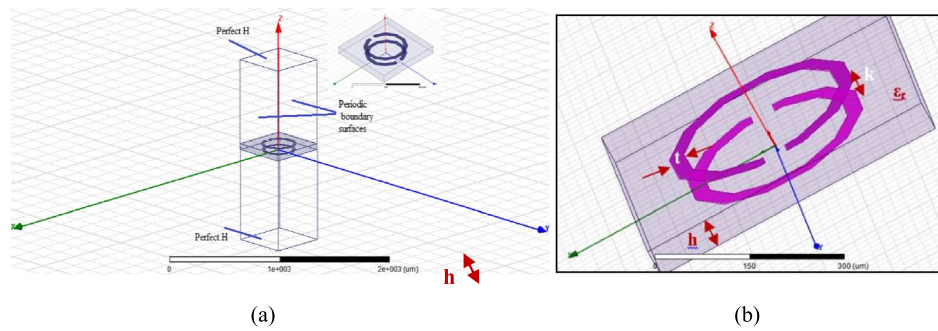 Perfect H
z
Periodic
boundary
surfaces
x
y
Perfect H
0
1e+003
2e+003 (um)
h
z
k
εr
t
h
x
Y
0
150
300 (um)
(a)
(b)